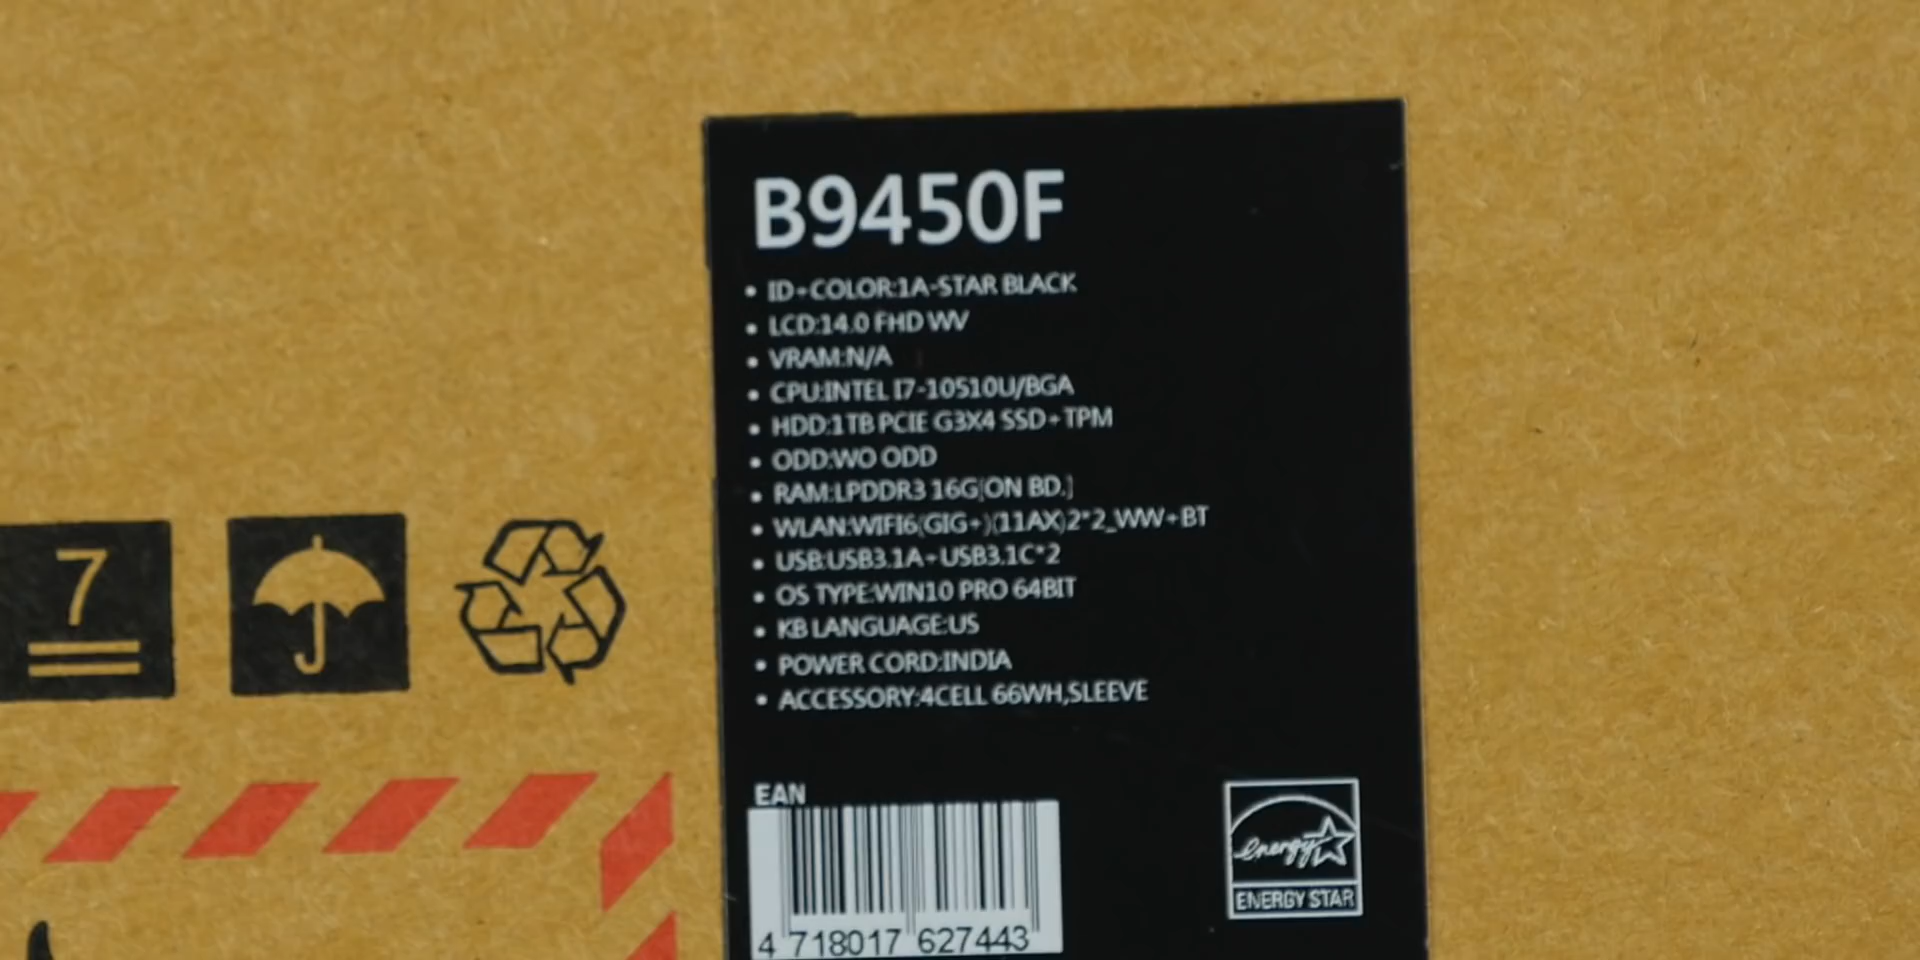 B9450F
• ID+COLOR:1A-STAR BLACK
• LCD:14.0 FHD WV
• VRAM:N/A
• CPU:INTEL I7-10510U/BGA
• HDD:1TB PCIE G3X4 SSD+TPM
• ODD:WO ODD
• RAM:LPDDR3 16G[ON BD.]
• WLAN:WIFI6(GIG+)(11AX)2*2_WW+BT
• USB:USB3.1A+USB3.1C*2
• OS TYPE:WIN10 PRO 64BIT
• KB LANGUAGE:US
• POWER CORD:INDIA
• ACCESSORY:4CELL 66WH,SLEEVE
7
EAN
4 718017 627443
energy
ENERGY STAR